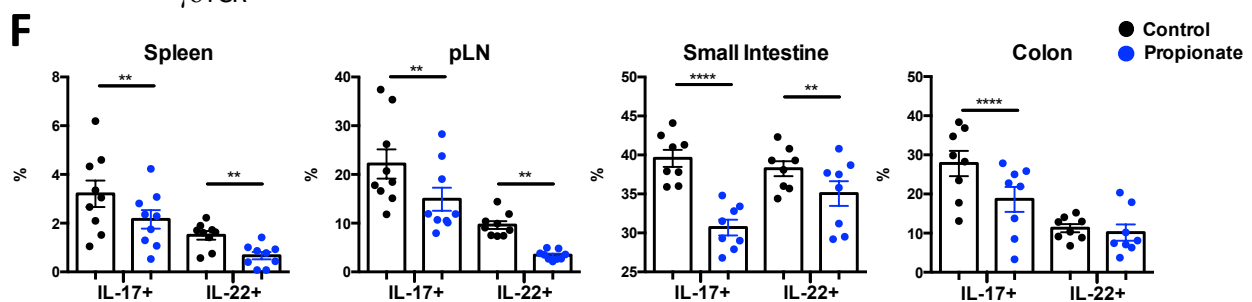 γδTCR
F
Control
Propionate
Spleen
pLN
Small Intestine
Colon
%
8
6
4
2
0
**
**
IL-17+
IL-22+
%
40
30
20
10
0
**
**
IL-17+
IL-22+
%
50
45
40
35
30
25
****
**
IL-17+
IL-22+
%
50
40
30
20
10
0
****
IL-17+
IL-22+